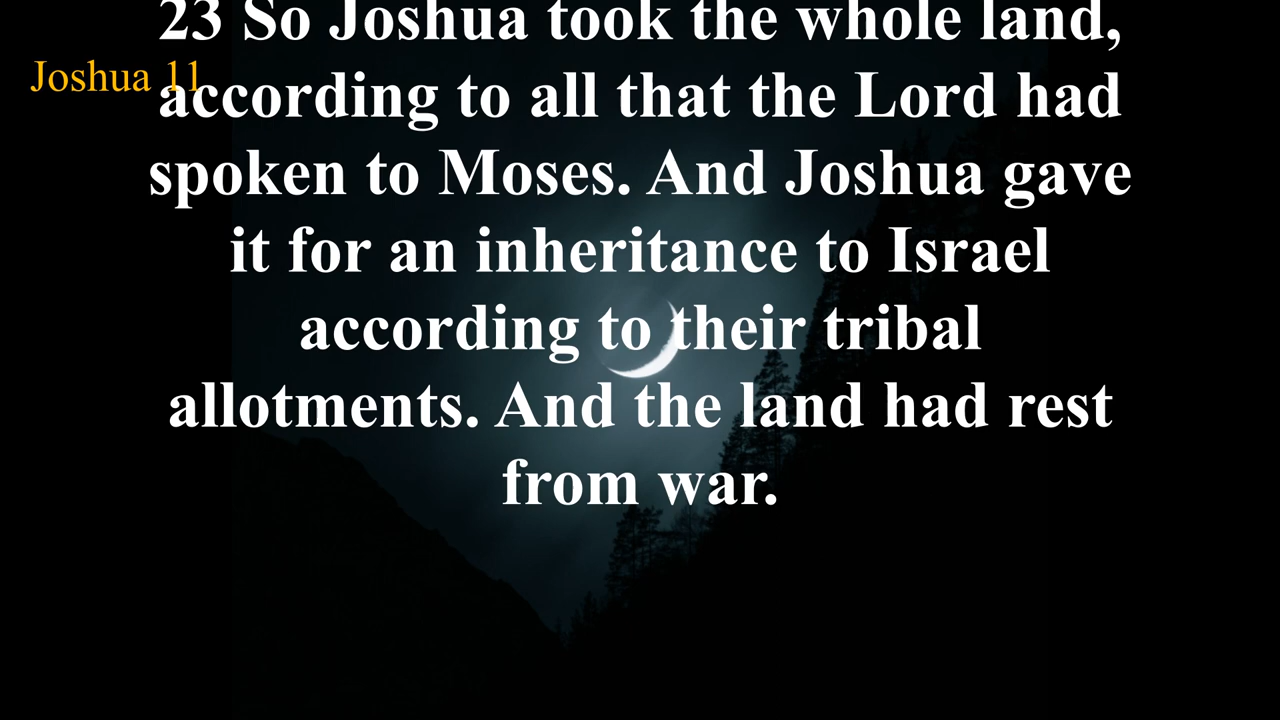 23 So Joshua took the whole land,
Joshua 11
according to all that the Lord had
spoken to Moses. And Joshua gave
it for an inheritance to Israel
according to their tribal
allotments. And the land had rest
from war.